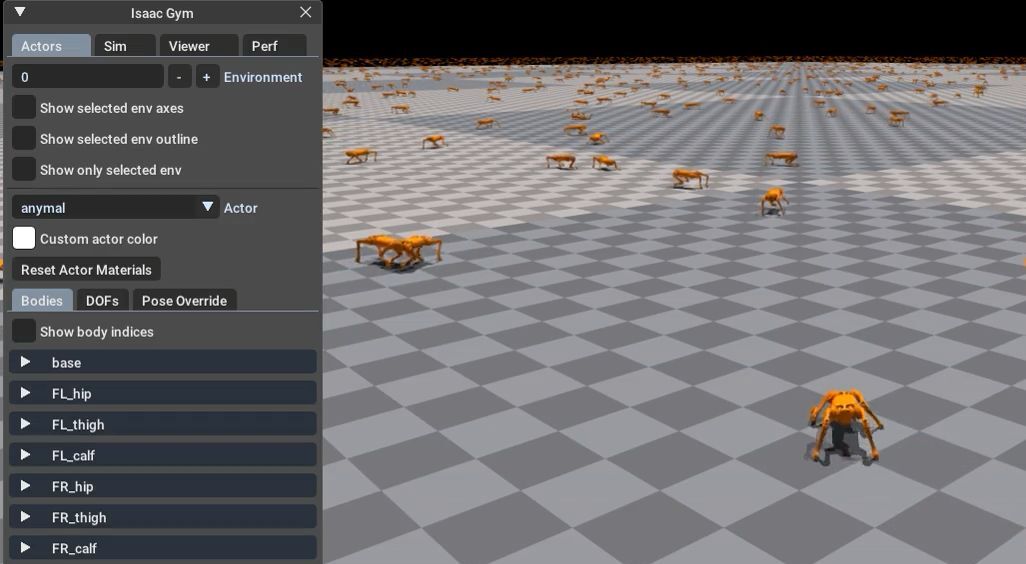 Isaac Gym
Actors Sim Viewer Perf
0 - + Environment
Show selected env axes
Show selected env outline
Show only selected env
anymal Actor
Custom actor color
Reset Actor Materials
Bodies DOFs Pose Override
Show body indices
base
FL_hip
FL_thigh
FL_calf
FR_hip
FR_thigh
FR_calf